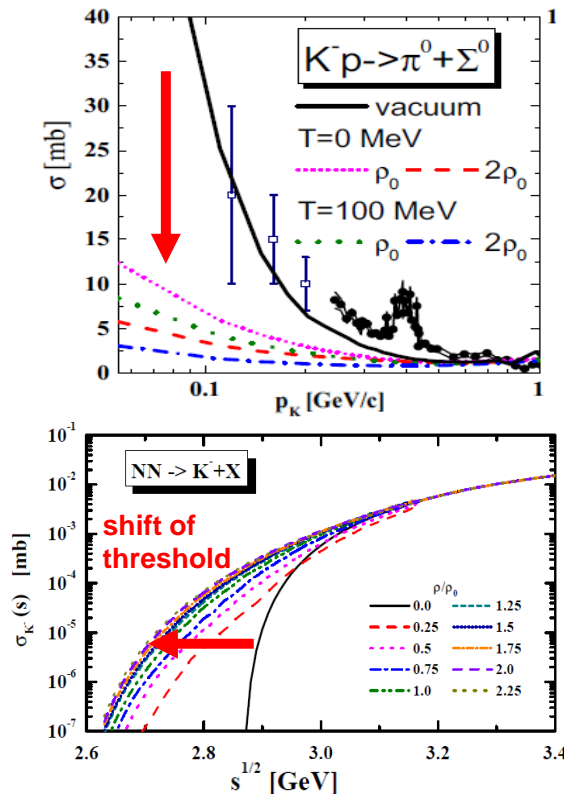 40
35
30
25
20
15
10
5
0
σ [mb]
K⁻p->π⁰+Σ⁰
vacuum
T=0 MeV
ρ₀ 2ρ₀
T=100 MeV
ρ₀ 2ρ₀
1
0.1 1
p_K [GeV/c]
10⁻¹
10⁻²
10⁻³
10⁻⁴
10⁻⁵
10⁻⁶
10⁻⁷
σ_K⁻(s) [mb]
NN -> K⁻+X
shift of
threshold
ρ/ρ₀
0.0 1.25
0.25 1.5
0.5 1.75
0.75 2.0
1.0 2.25
2.6 2.8 3.0 3.2 3.4
s^1/2 [GeV]